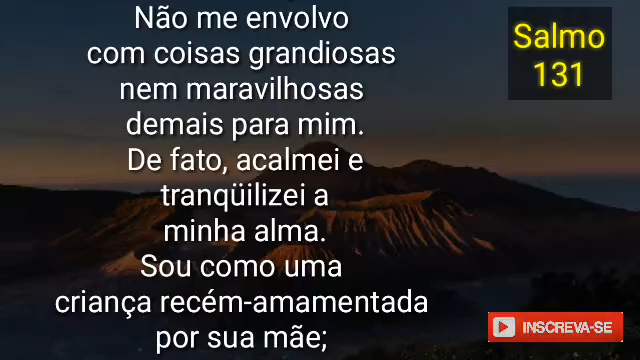 Não me envolvo
com coisas grandiosas
nem maravilhosas
demais para mim.
De fato, acalmei e
tranqüilizei a
minha alma.
Sou como uma
criança recém-amamentada
por sua mãe;
Salmo
131
INSCREVA-SE